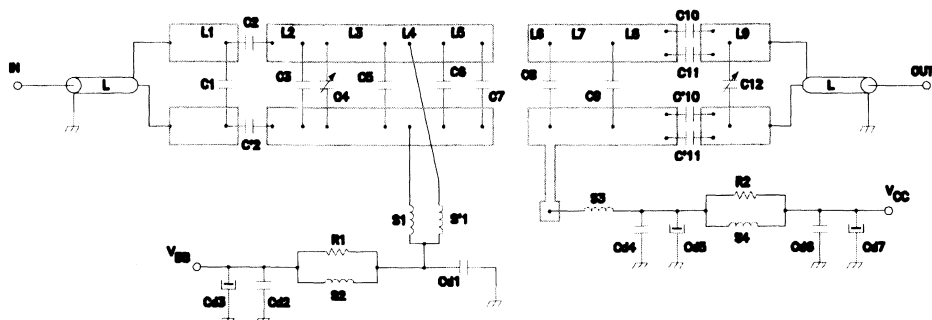 C2
C10
L1
L2
L3
L4
L5
L6
L7
L8
L9
IN
L
C1
C3
C4
C5
C6
C7
C8
C9
C11
C12
L
OUT
C'2
C'10
C'11
S1
S'1
S3
R2
VCC
R1
S4
VBB
Cd4
Cd5
Cd6
Cd7
S2
Cd1
Cd3
Cd2